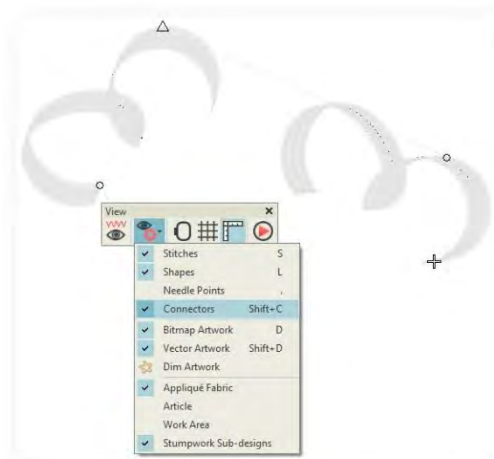 View ×
Stitches S
Shapes L
Needle Points .
Connectors Shift+C
Bitmap Artwork D
Vector Artwork Shift+D
Dim Artwork
Appliqué Fabric
Article
Work Area
Stumpwork Sub-designs